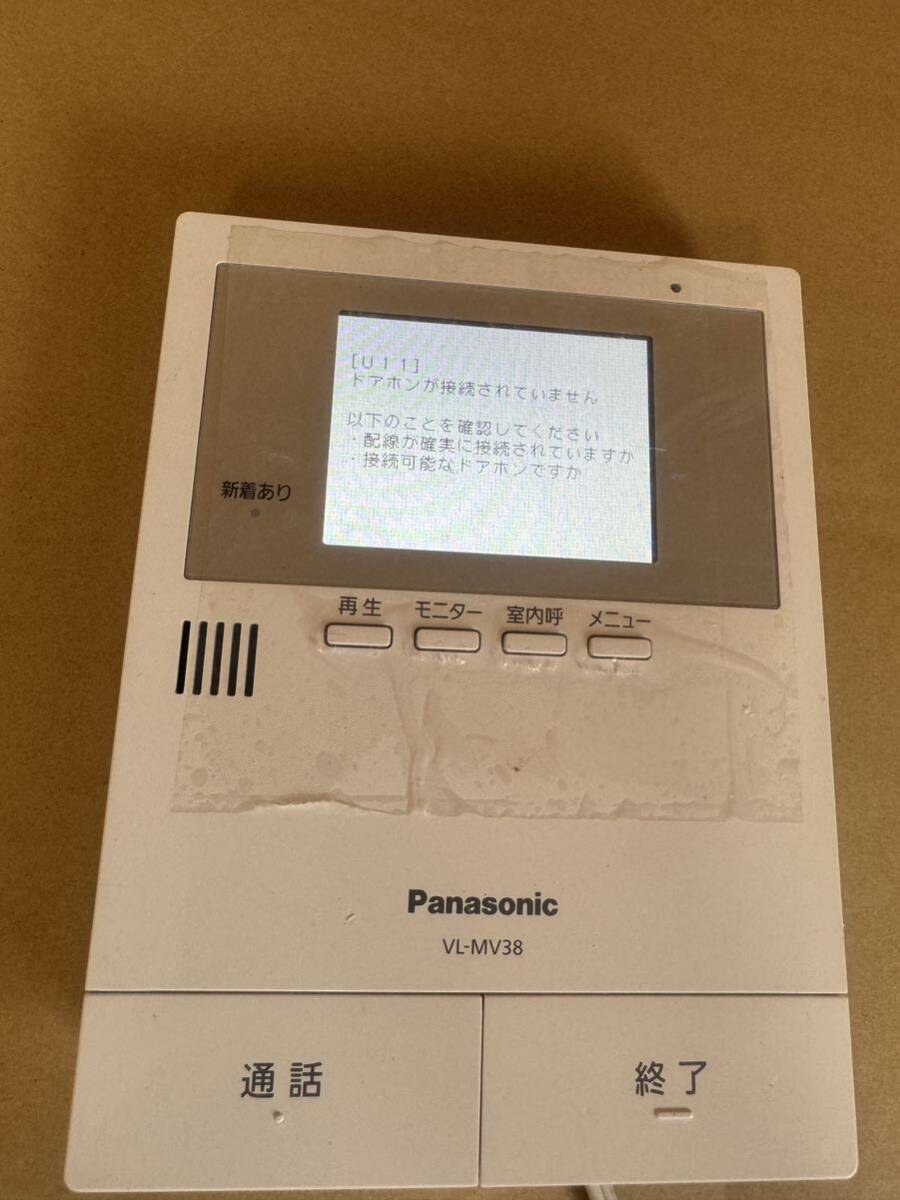 [U11]
ドアホンが接続されていません
以下のことを確認してください
・配線が確実に接続されていますか
・接続可能なドアホンですか
新着あり
再生 モニター 室内呼 メニュー
Panasonic
VL-MV38
通話 終了